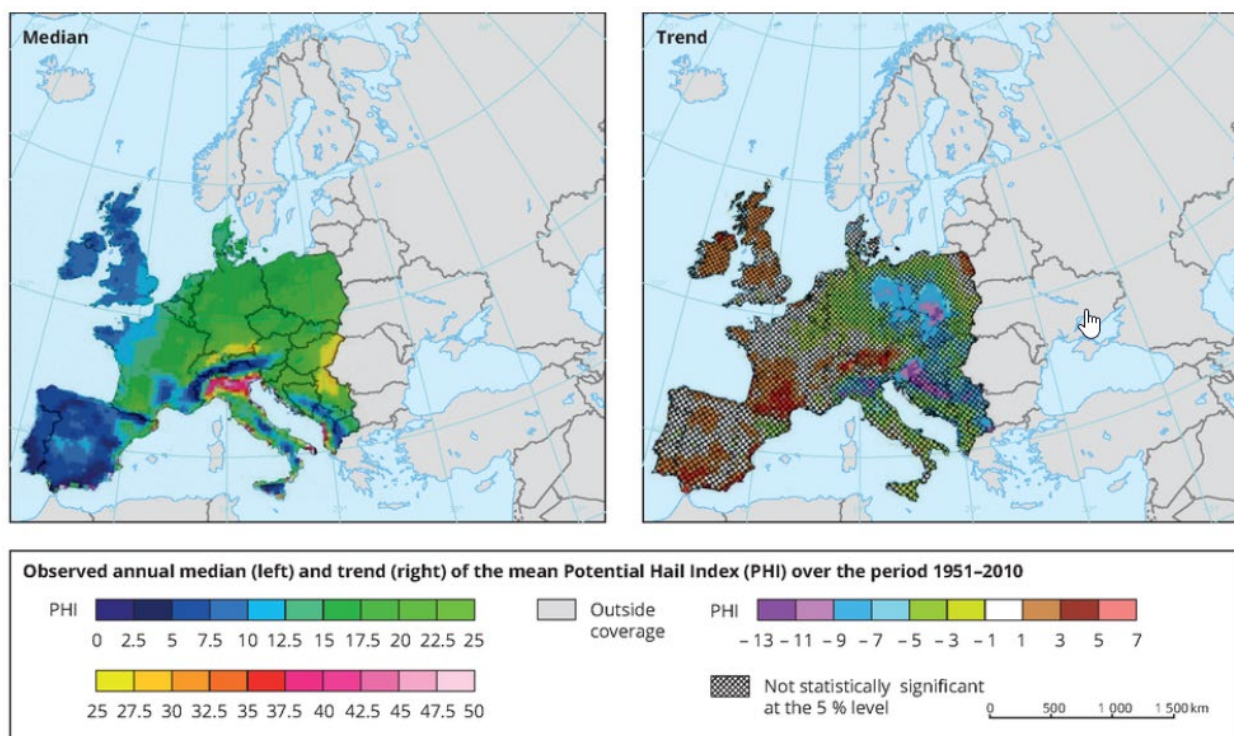 Median
Trend
Observed annual median (left) and trend (right) of the mean Potential Hail Index (PHI) over the period 1951–2010
PHI
0 2.5 5 7.5 10 12.5 15 17.5 20 22.5 25
25 27.5 30 32.5 35 37.5 40 42.5 45 47.5 50
Outside
coverage
PHI
– 13 – 11 – 9 – 7 – 5 – 3 – 1 1 3 5 7
Not statistically significant
at the 5 % level
0 500 1 000 1 500 km